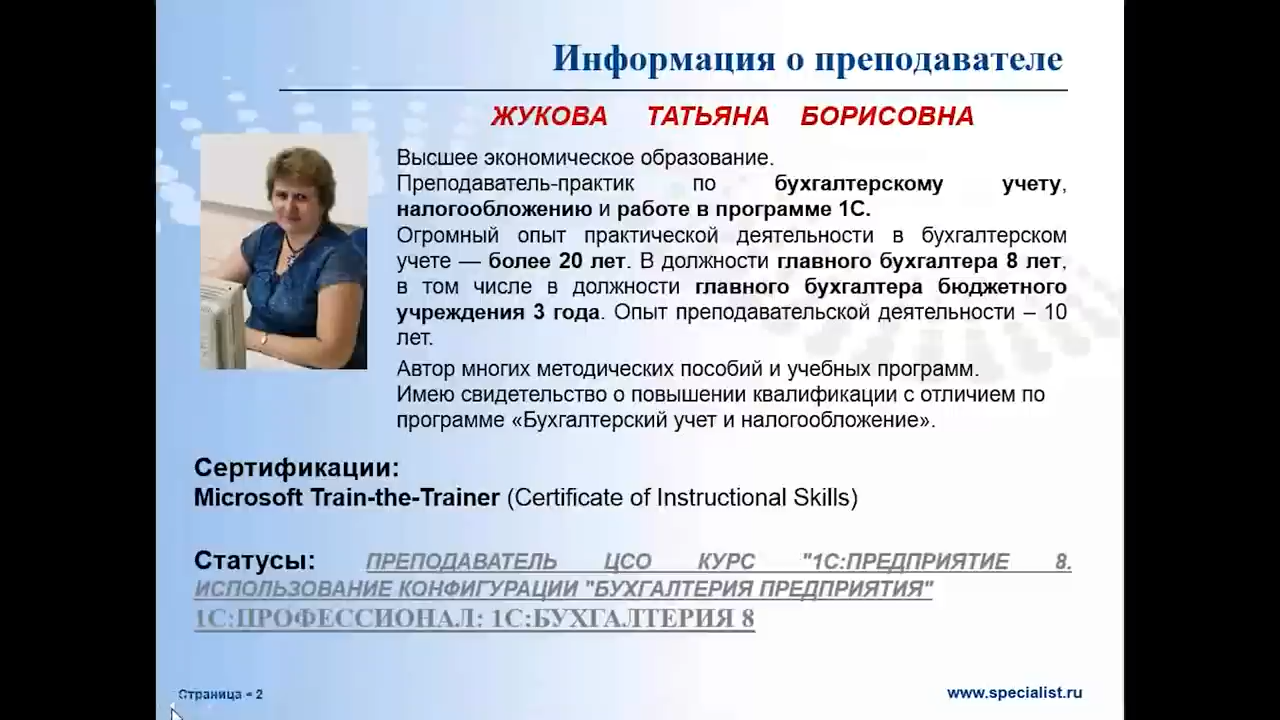 Информация о преподавателе
ЖУКОВА ТАТЬЯНА БОРИСОВНА
Высшее экономическое образование.
Преподаватель-практик по бухгалтерскому учету,
налогообложению и работе в программе 1С.
Огромный опыт практической деятельности в бухгалтерском
учете — более 20 лет. В должности главного бухгалтера 8 лет,
в том числе в должности главного бухгалтера бюджетного
учреждения 3 года. Опыт преподавательской деятельности – 10
лет.
Автор многих методических пособий и учебных программ.
Имею свидетельство о повышении квалификации с отличием по
программе «Бухгалтерский учет и налогообложение».
Сертификации:
Microsoft Train-the-Trainer (Certificate of Instructional Skills)
Статусы: ПРЕПОДАВАТЕЛЬ ЦСО КУРС "1С:ПРЕДПРИЯТИЕ 8.
ИСПОЛЬЗОВАНИЕ КОНФИГУРАЦИИ "БУХГАЛТЕРИЯ ПРЕДПРИЯТИЯ"
1С:ПРОФЕССИОНАЛ: 1С:БУХГАЛТЕРИЯ 8
Страница - 2
www.specialist.ru